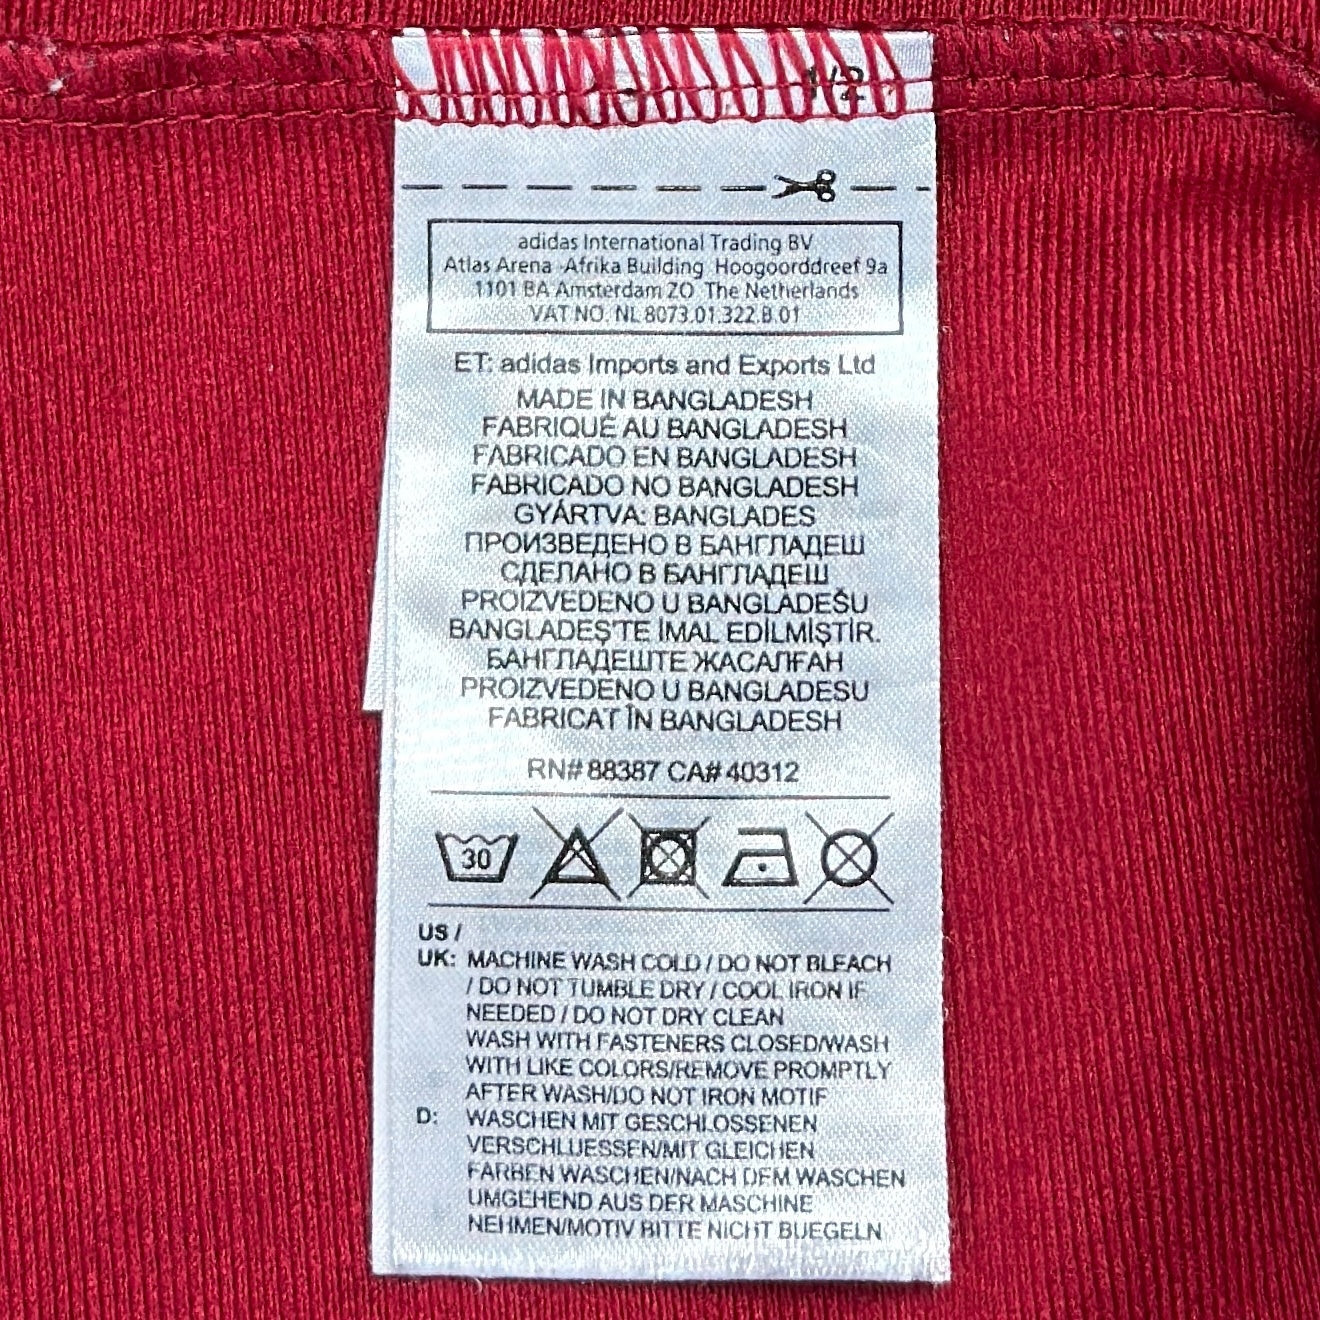 1/2
adidas International Trading BV
Atlas Arena -Afrika Building Hoogoorddreef 9a
1101 BA Amsterdam ZO The Netherlands
VAT NO. NL 8073.01.322.B.01
ET: adidas Imports and Exports Ltd
MADE IN BANGLADESH
FABRIQUÉ AU BANGLADESH
FABRICADO EN BANGLADESH
FABRICADO NO BANGLADESH
GYÁRTVA: BANGLADES
ПРОИЗВЕДЕНО В БАНГЛАДЕШ
СДЕЛАНО В БАНГЛАДЕШ
PROIZVEDENO U BANGLADEŠU
BANGLADEŞ'TE İMAL EDİLMİŞTİR.
БАНГЛАДЕШТЕ ЖАСАЛҒАН
PROIZVEDENO U BANGLADESU
FABRICAT ÎN BANGLADESH
RN# 88387 CA# 40312
30
US /
UK: MACHINE WASH COLD / DO NOT BLEACH
/ DO NOT TUMBLE DRY / COOL IRON IF
NEEDED / DO NOT DRY CLEAN
WASH WITH FASTENERS CLOSED/WASH
WITH LIKE COLORS/REMOVE PROMPTLY
AFTER WASH/DO NOT IRON MOTIF
D: WASCHEN MIT GESCHLOSSENEN
VERSCHLUESSEN/MIT GLEICHEN
FARBEN WASCHEN/NACH DEM WASCHEN
UMGEHEND AUS DER MASCHINE
NEHMEN/MOTIV BITTE NICHT BUEGELN